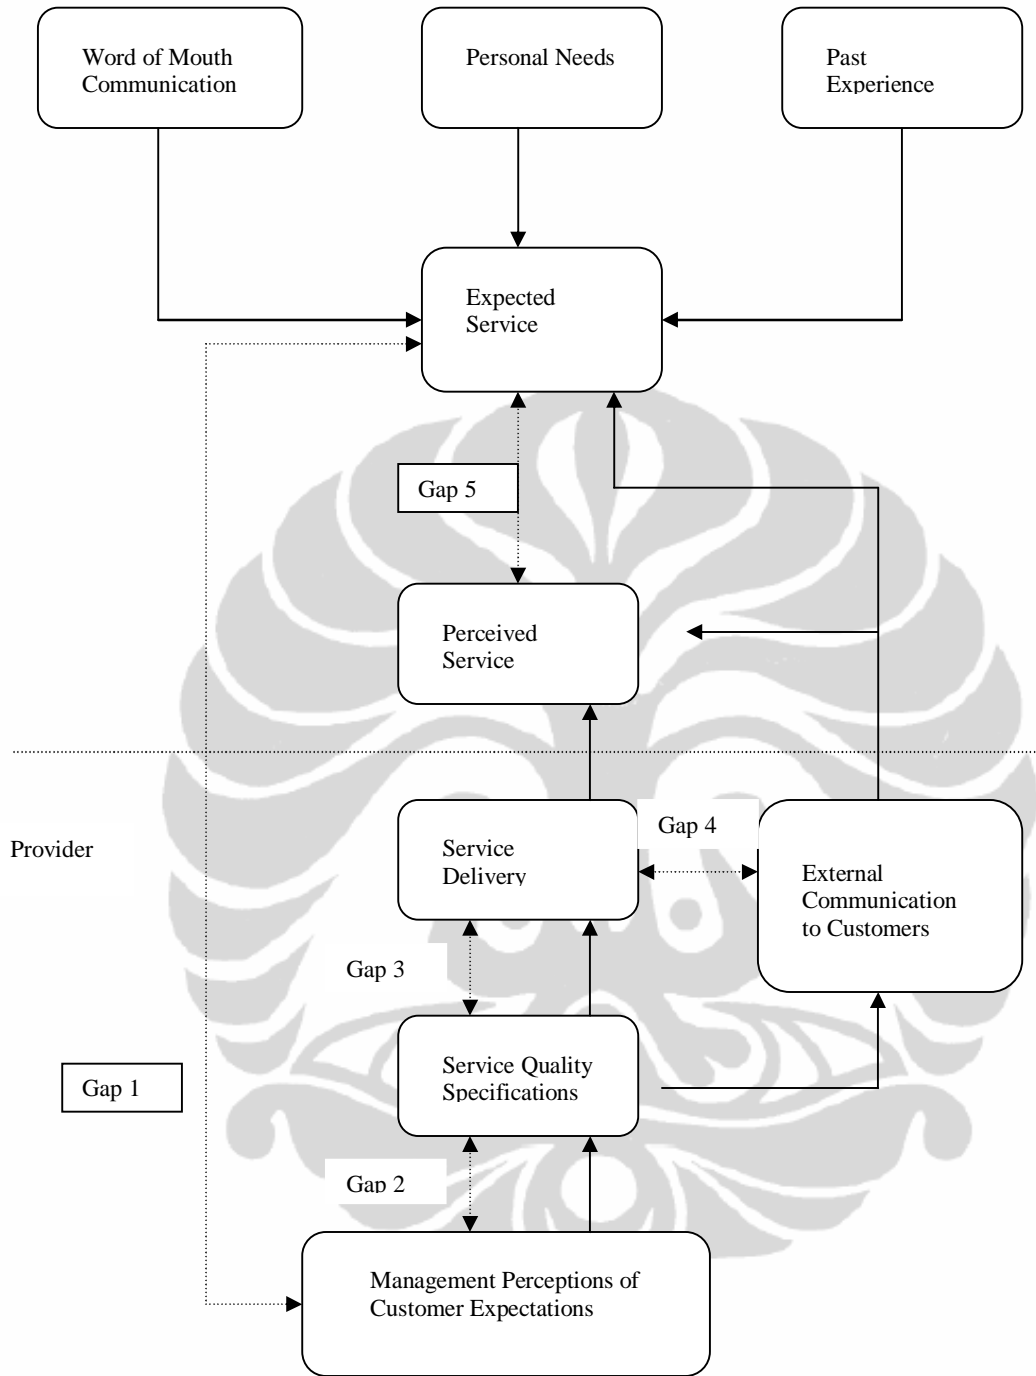 Word of Mouth
Communication
Personal Needs
Past
Experience
Expected
Service
Gap 5
Perceived
Service
Provider
Service
Delivery
Gap 4
External
Communication
to Customers
Gap 3
Service Quality
Specifications
Gap 1
Gap 2
Management Perceptions of
Customer Expectations